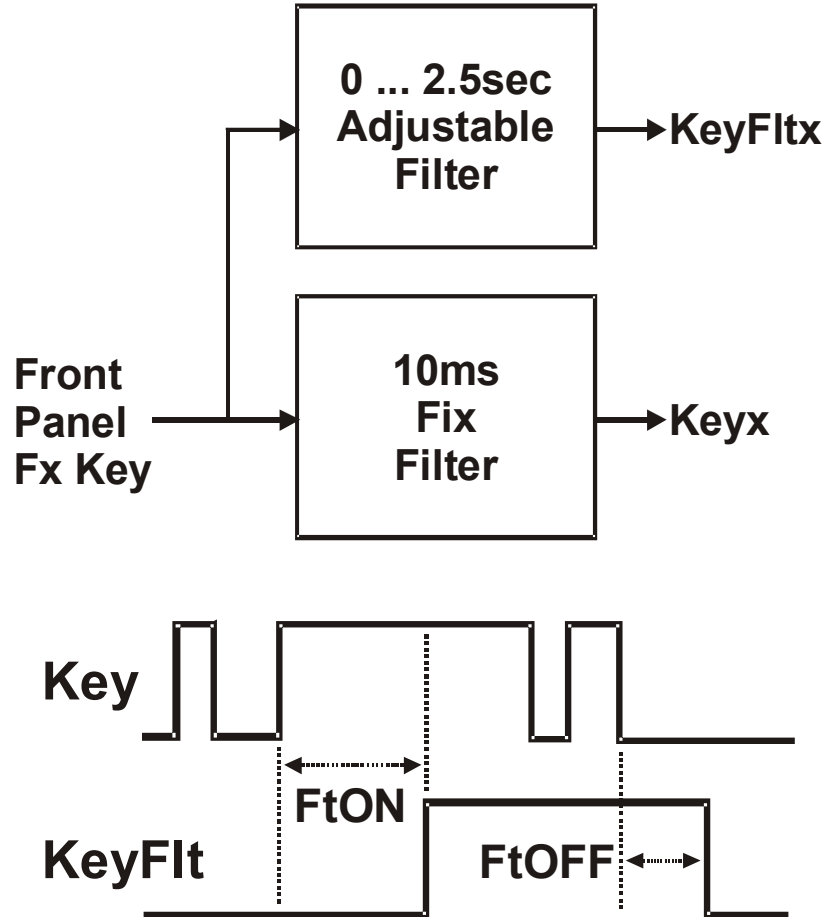 0 ... 2.5sec
Adjustable
Filter
KeyFltx
Front
Panel
Fx Key
10ms
Fix
Filter
Keyx
Key
FtON
KeyFlt
FtOFF